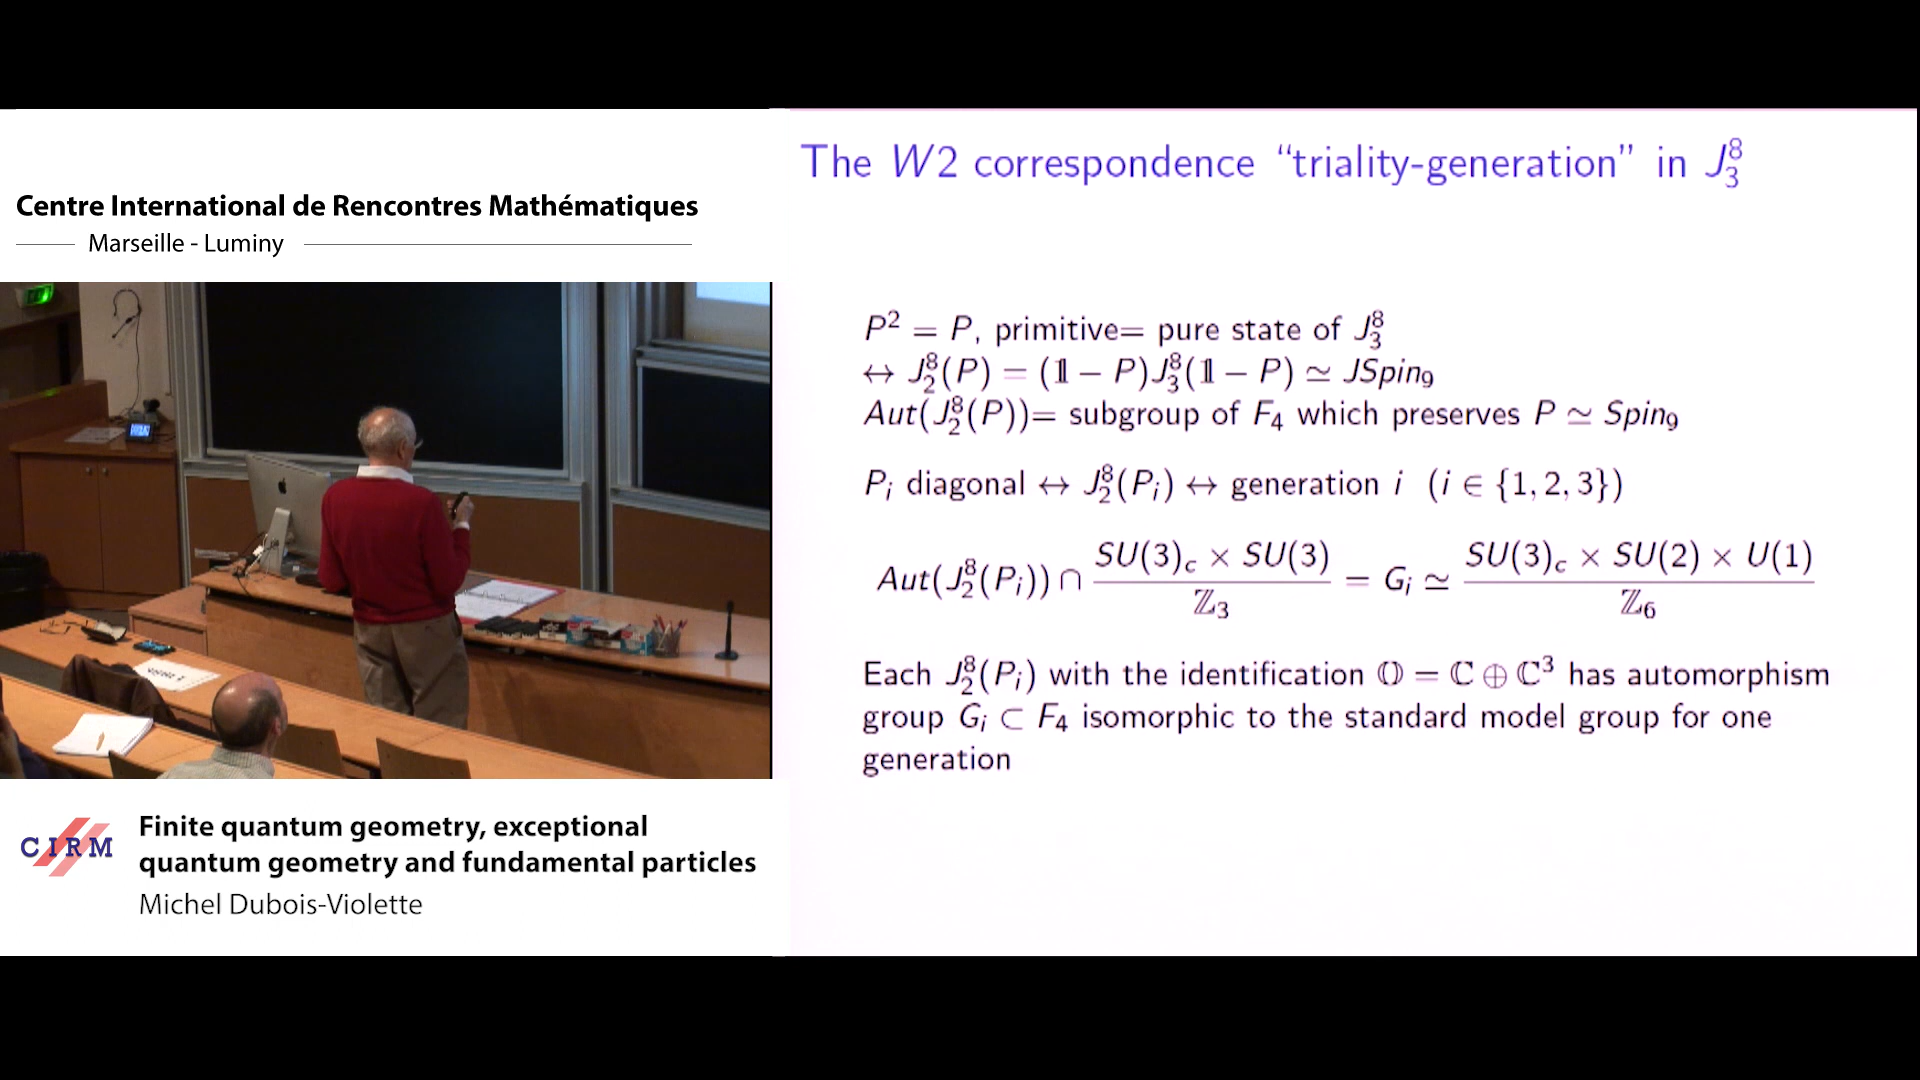 Centre International de Rencontres Mathématiques
Marseille - Luminy
CIRM
Finite quantum geometry, exceptional
quantum geometry and fundamental particles
Michel Dubois-Violette
The W2 correspondence “triality-generation” in J₃⁸
P² = P, primitive= pure state of J₃⁸
↔ J₂⁸(P) = (𝟙 − P)J₃⁸(𝟙 − P) ≃ JSpin₉
Aut(J₂⁸(P))= subgroup of F₄ which preserves P ≃ Spin₉
Pᵢ diagonal ↔ J₂⁸(Pᵢ) ↔ generation i (i ∈ {1, 2, 3})
Aut(J₂⁸(Pᵢ)) ∩ (SU(3)_c × SU(3))/ℤ₃ = Gᵢ ≃ (SU(3)_c × SU(2) × U(1))/ℤ₆
Each J₂⁸(Pᵢ) with the identification 𝕆 = ℂ ⊕ ℂ³ has automorphism
group Gᵢ ⊂ F₄ isomorphic to the standard model group for one
generation